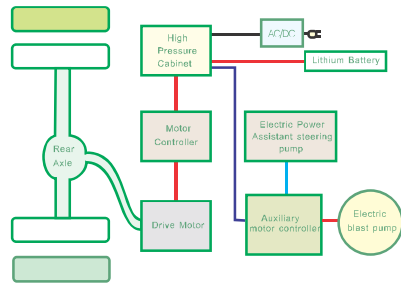 High
Pressure
Cabinet
AC/DC
Lithium Battery
Motor
Controller
Electric Power
Assistant steering
pump
Rear
Axle
Drive Motor
Auxiliary
motor controller
Electric
blast pump